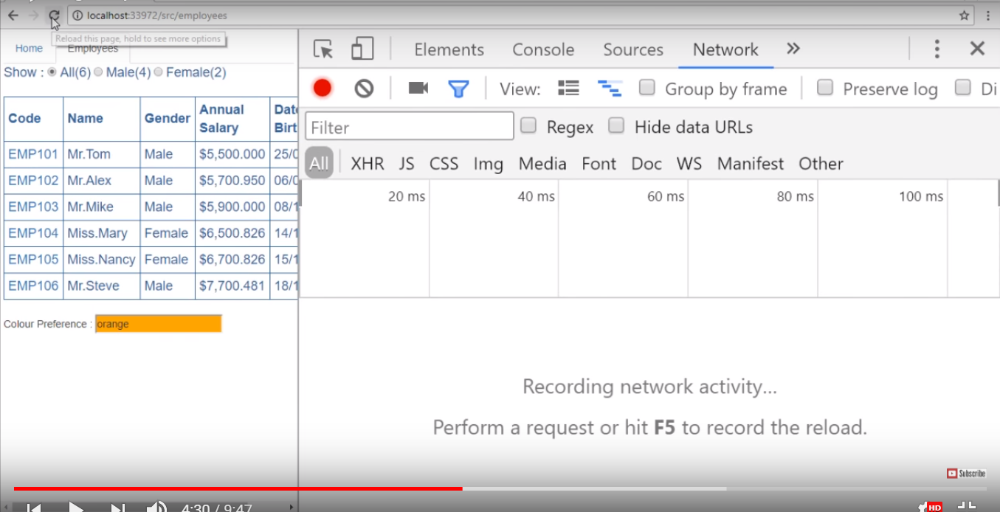 localhost:33972/src/employees
Reload this page, hold to see more options
Home Employees
Show : All(6) Male(4) Female(2)
Code Name Gender Annual Salary
EMP101 Mr.Tom Male $5,500.000 25/0
EMP102 Mr.Alex Male $5,700.950 06/0
EMP103 Mr.Mike Male $5,900.000 08/1
EMP104 Miss.Mary Female $6,500.826 14/1
EMP105 Miss.Nancy Female $6,700.826 15/1
EMP106 Mr.Steve Male $7,700.481 18/1
Colour Preference : orange
Elements Console Sources Network
View: Group by frame Preserve log Di
Filter Regex Hide data URLs
All XHR JS CSS Img Media Font Doc WS Manifest Other
20 ms 40 ms 60 ms 80 ms 100 ms
Recording network activity...
Perform a request or hit F5 to record the reload.
Subscribe
4:30 / 9:47
HD